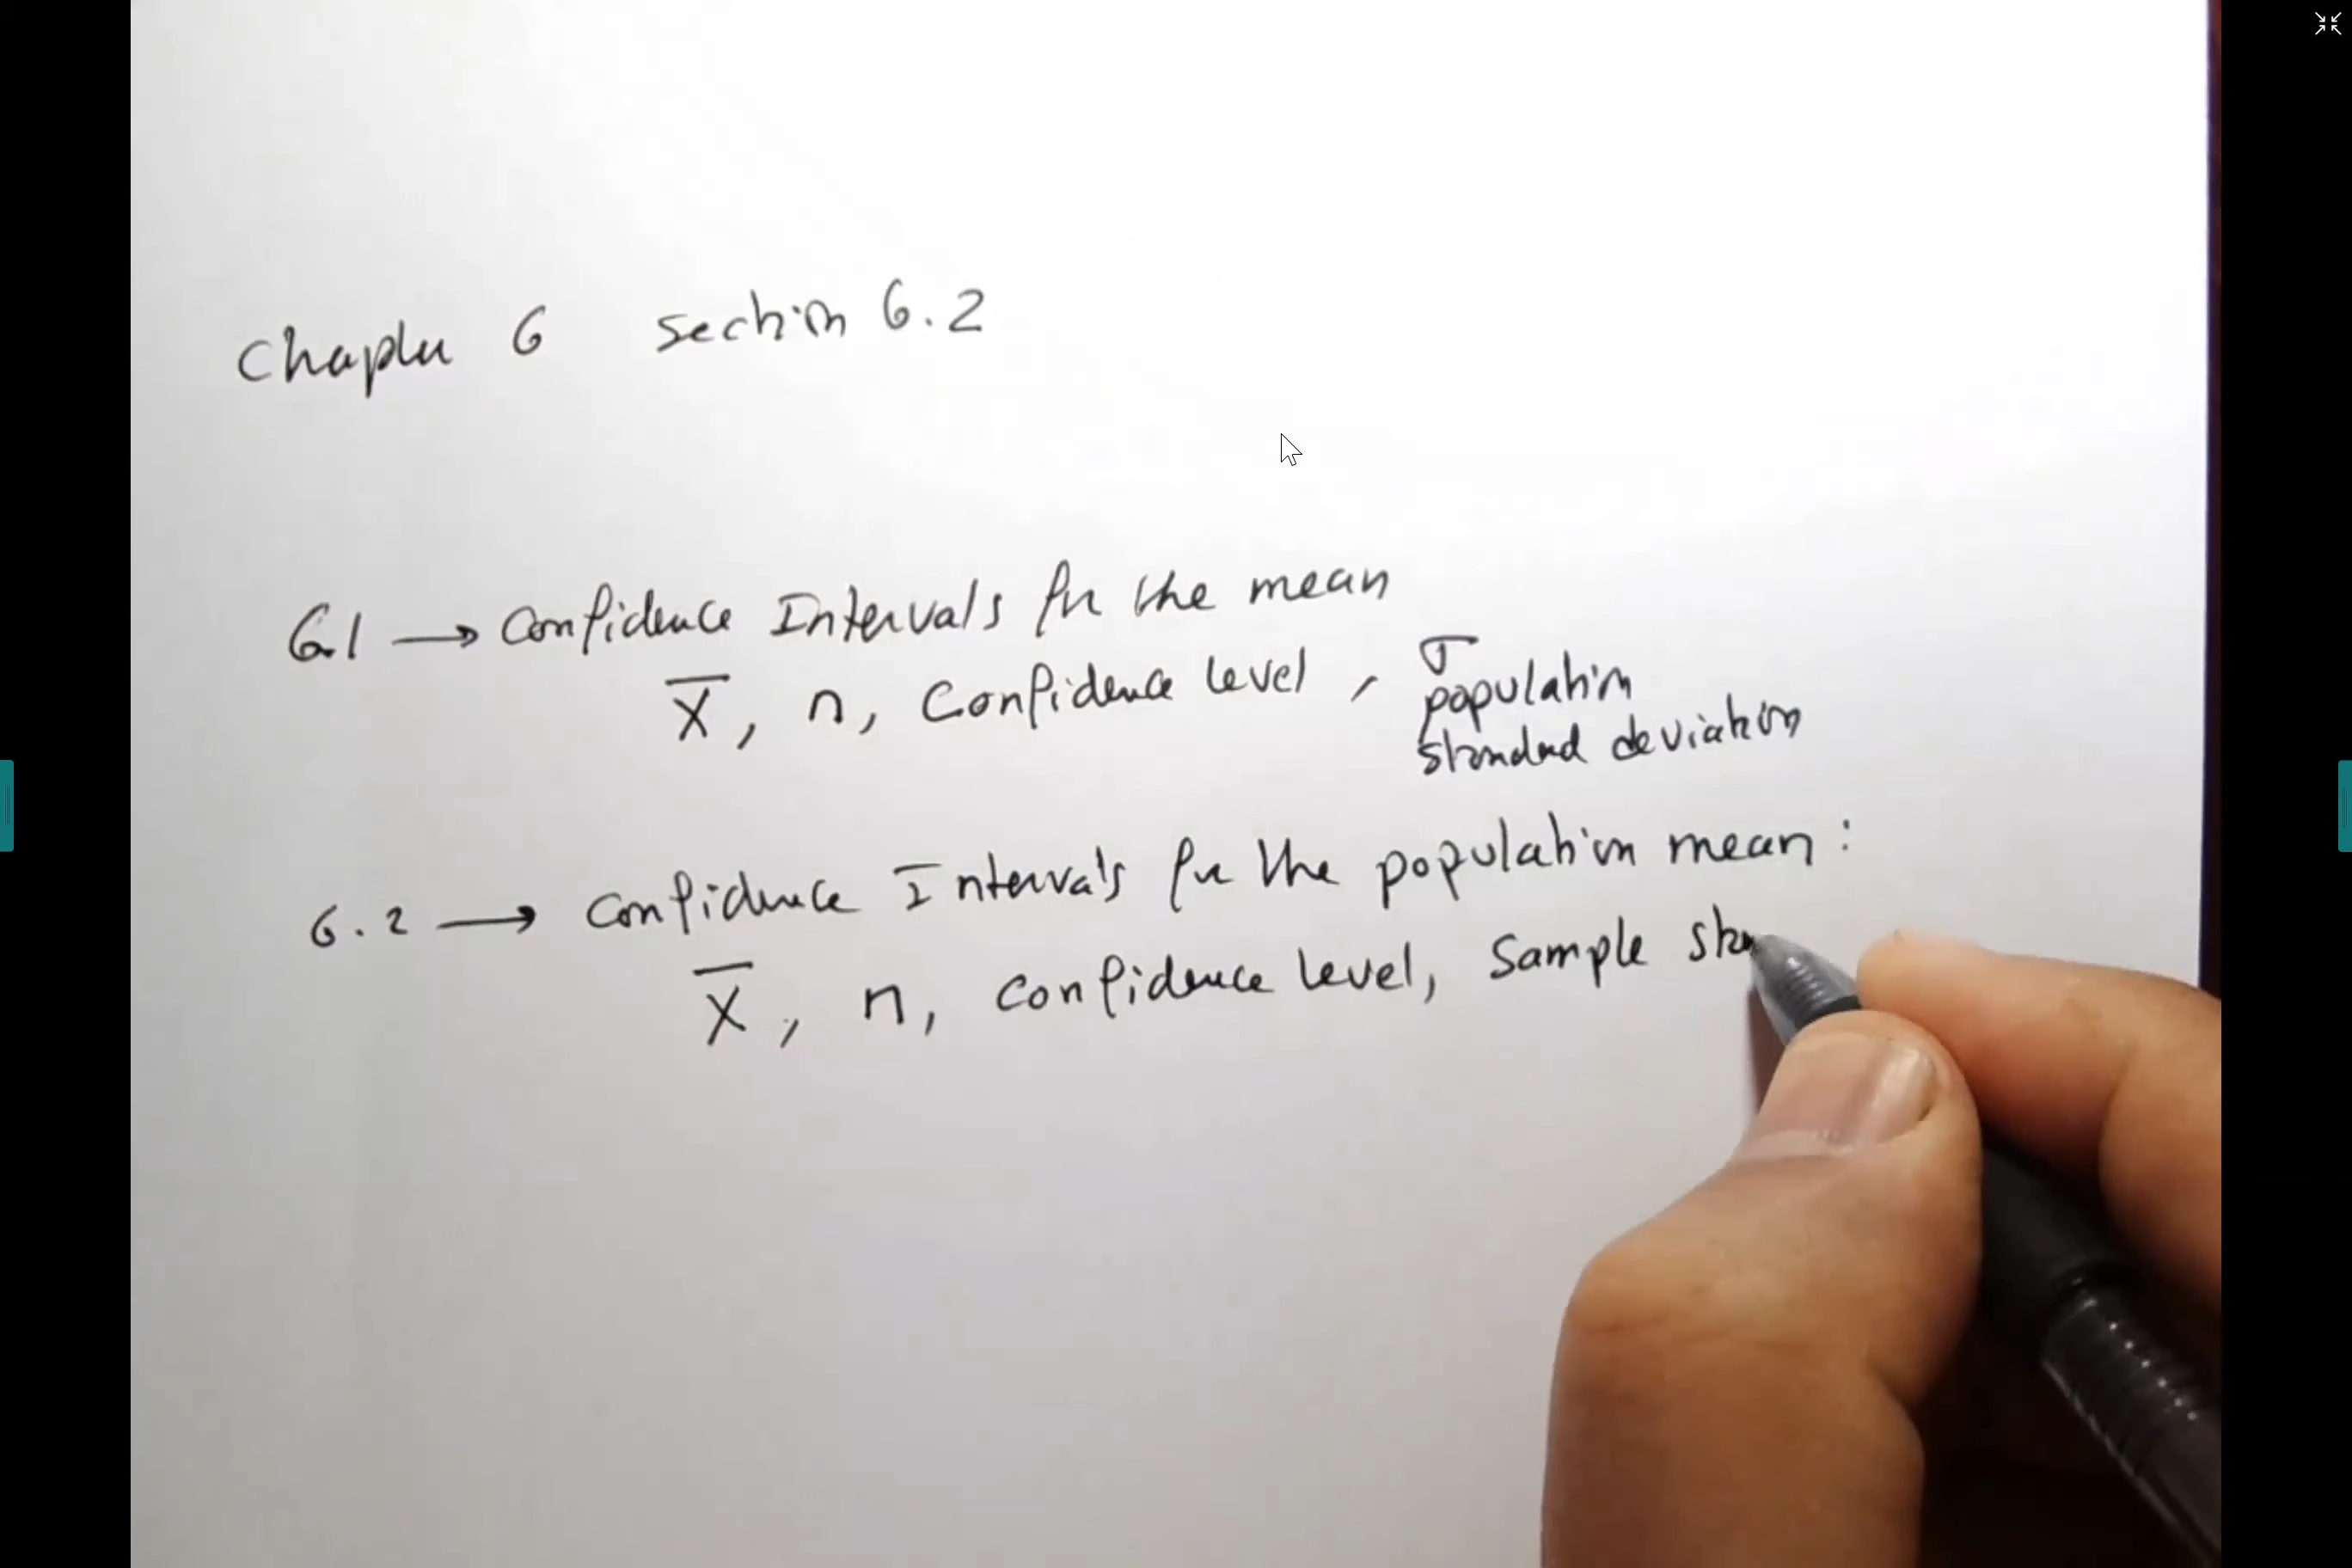 Chapter 6 section 6.2
6.1 → Confidence Intervals for the mean
X̅, n, Confidence level, σ
population
standard deviation
6.2 → Confidence Intervals for the population mean:
X̅, n, confidence level, Sample